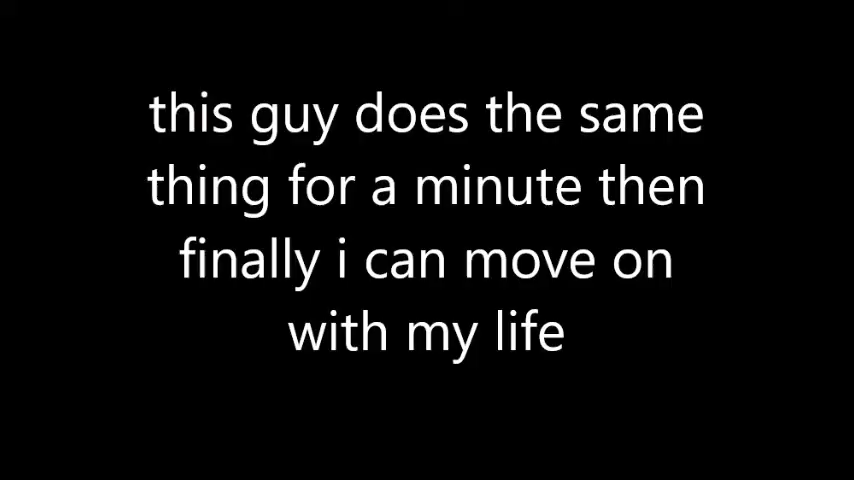 this guy does the same
thing for a minute then
finally i can move on
with my life